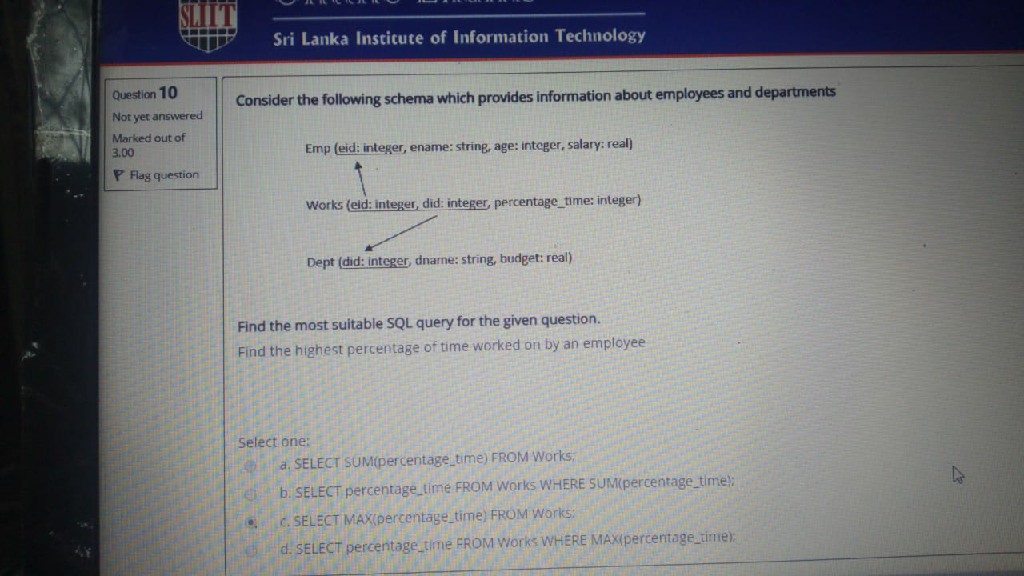 SLIIT
Sri Lanka Institute of Information Technology
Question 10
Not yet answered
Marked out of
3.00
Flag question
Consider the following schema which provides information about employees and departments
Emp (eid: integer, ename: string, age: integer, salary: real)
Works (eid: integer, did: integer, percentage_time: integer)
Dept (did: integer, dname: string, budget: real)
Find the most suitable SQL query for the given question.
Find the highest percentage of time worked on by an employee
Select one:
a. SELECT SUM(percentage_time) FROM Works;
b. SELECT percentage_time FROM Works WHERE SUM(percentage_time);
c. SELECT MAX(percentage_time) FROM Works;
d. SELECT percentage_time FROM Works WHERE MAX(percentage_time);